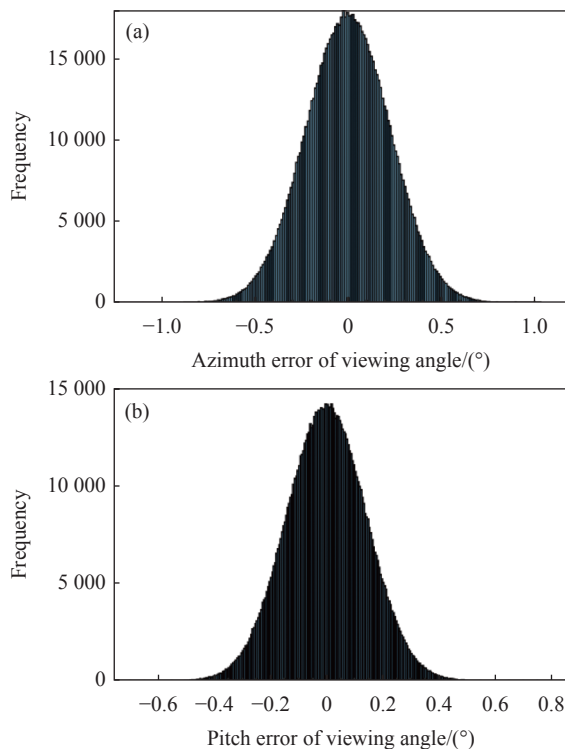 (a)
15 000
10 000
5 000
0
Frequency
−1.0 −0.5 0 0.5 1.0
Azimuth error of viewing angle/(°)
(b)
15 000
10 000
5 000
0
Frequency
−0.6 −0.4 −0.2 0 0.2 0.4 0.6 0.8
Pitch error of viewing angle/(°)